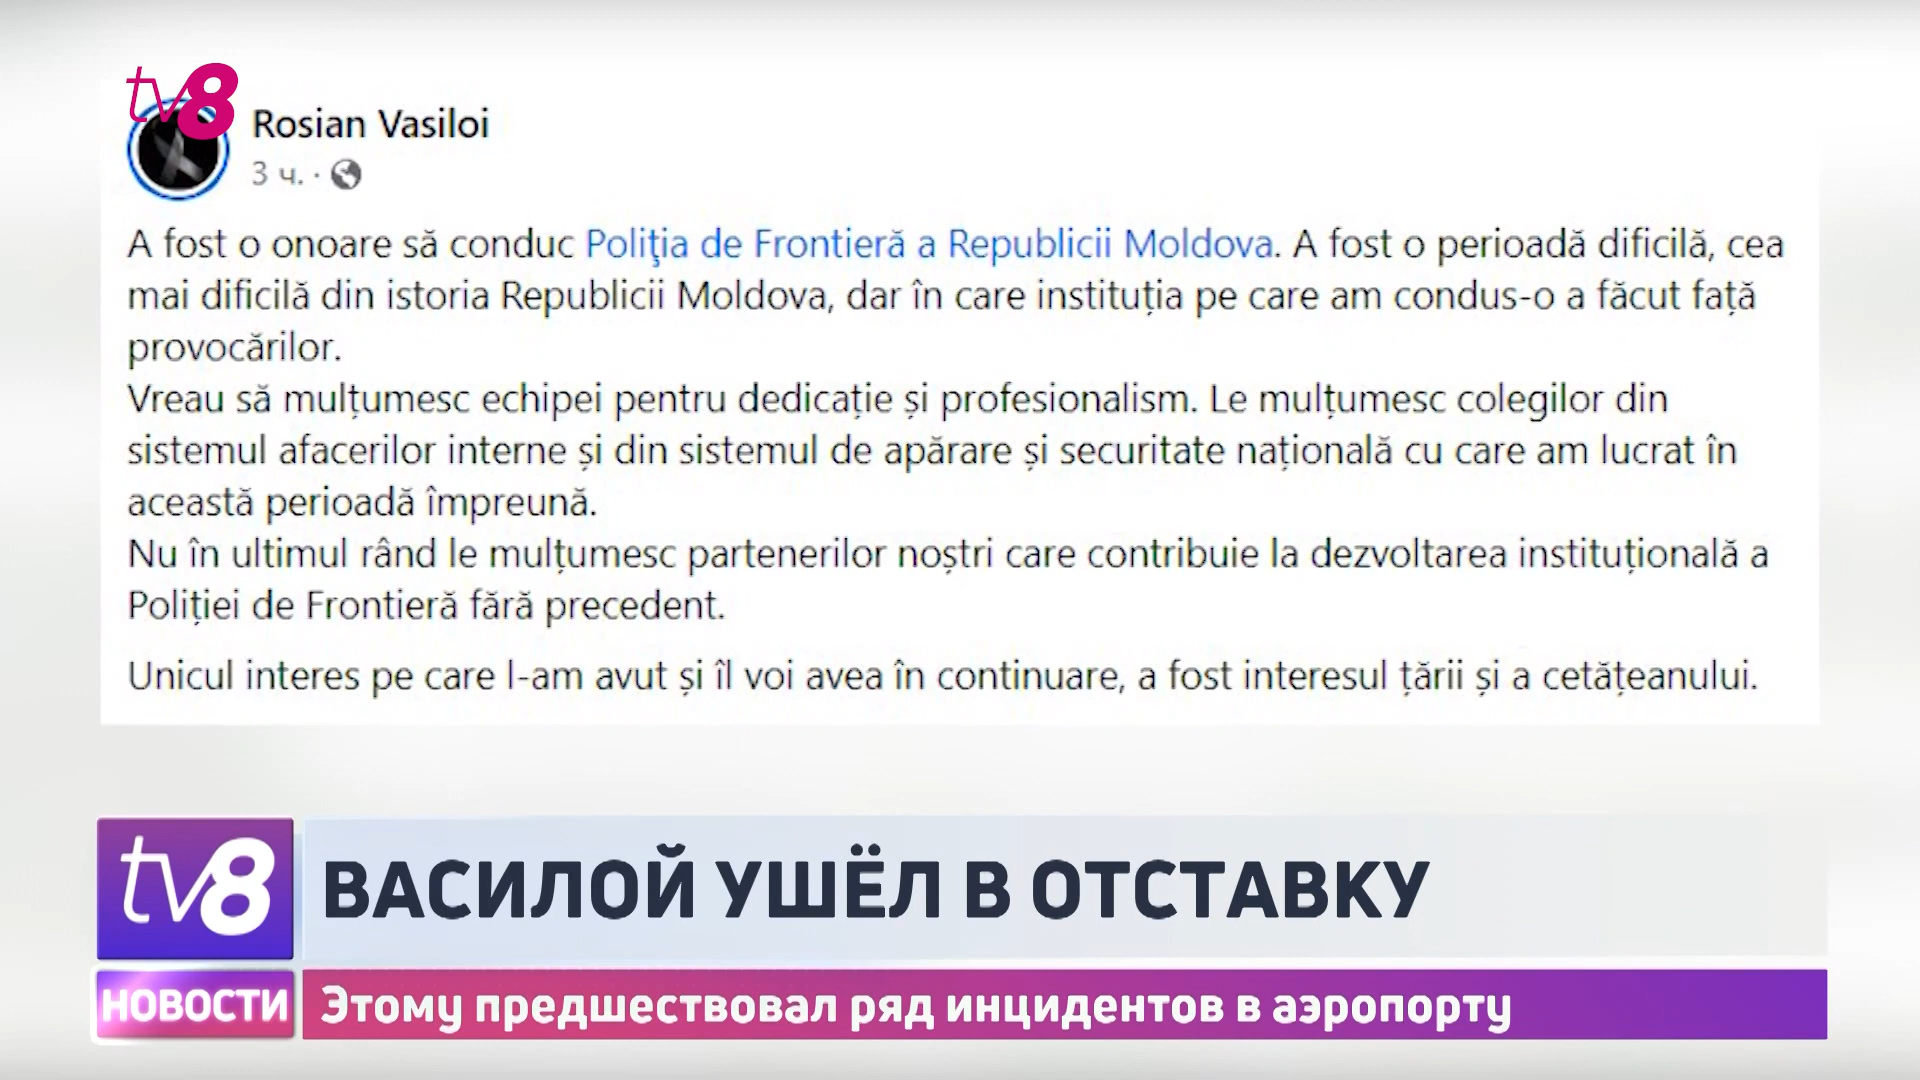 tv8
Rosian Vasiloi
3 ч. ·
A fost o onoare să conduc Poliţia de Frontieră a Republicii Moldova. A fost o perioadă dificilă, cea
mai dificilă din istoria Republicii Moldova, dar în care instituția pe care am condus-o a făcut față
provocărilor.
Vreau să mulțumesc echipei pentru dedicație și profesionalism. Le mulțumesc colegilor din
sistemul afacerilor interne și din sistemul de apărare și securitate națională cu care am lucrat în
această perioadă împreună.
Nu în ultimul rând le mulțumesc partenerilor noștri care contribuie la dezvoltarea instituțională a
Poliției de Frontieră fără precedent.
Unicul interes pe care l-am avut și îl voi avea în continuare, a fost interesul țării și a cetățeanului.
tv8
ВАСИЛОЙ УШЁЛ В ОТСТАВКУ
НОВОСТИ
Этому предшествовал ряд инцидентов в аэропорту